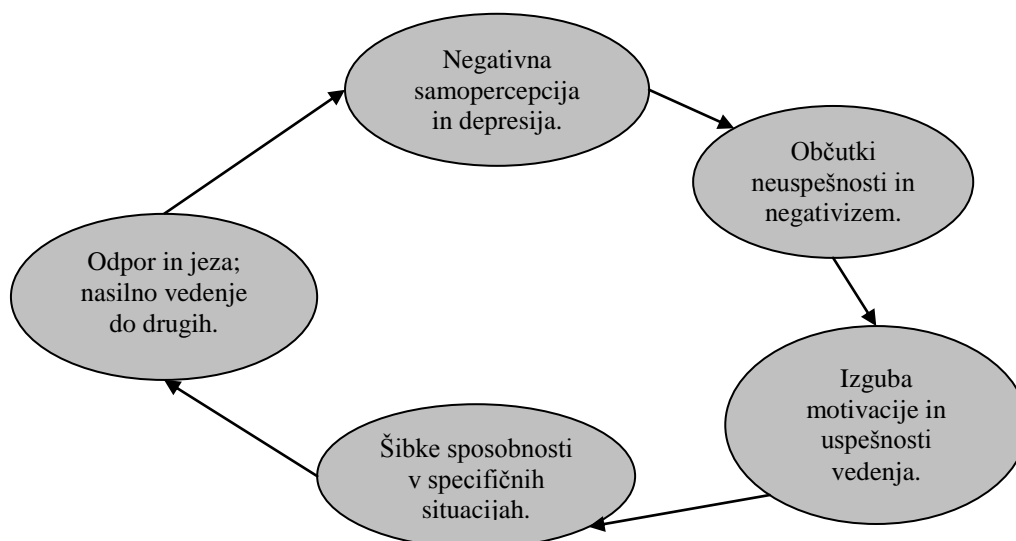 Negativna
samopercepcija
in depresija.
Občutki
neuspešnosti in
negativizem.
Izguba
motivacije in
uspešnosti
vedenja.
Šibke sposobnosti
v specifičnih
situacijah.
Odpor in jeza;
nasilno vedenje
do drugih.